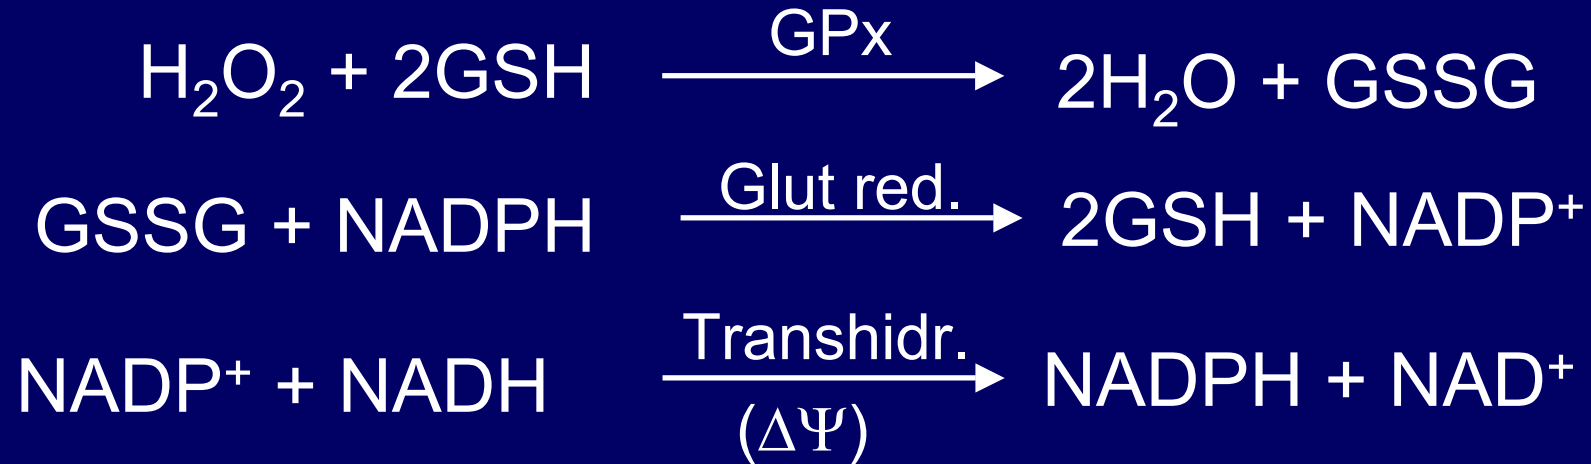 GPx
H₂O₂ + 2GSH → 2H₂O + GSSG
Glut red.
GSSG + NADPH → 2GSH + NADP⁺
Transhidr.
NADP⁺ + NADH → NADPH + NAD⁺
(ΔΨ)